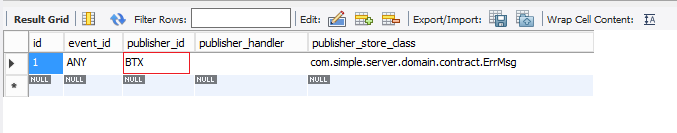 Result Grid Filter Rows: Edit: Export/Import: Wrap Cell Content: IA
id event_id publisher_id publisher_handler publisher_store_class
1 ANY BTX com.simple.server.domain.contract.ErrMsg
NULL NULL NULL NULL NULL